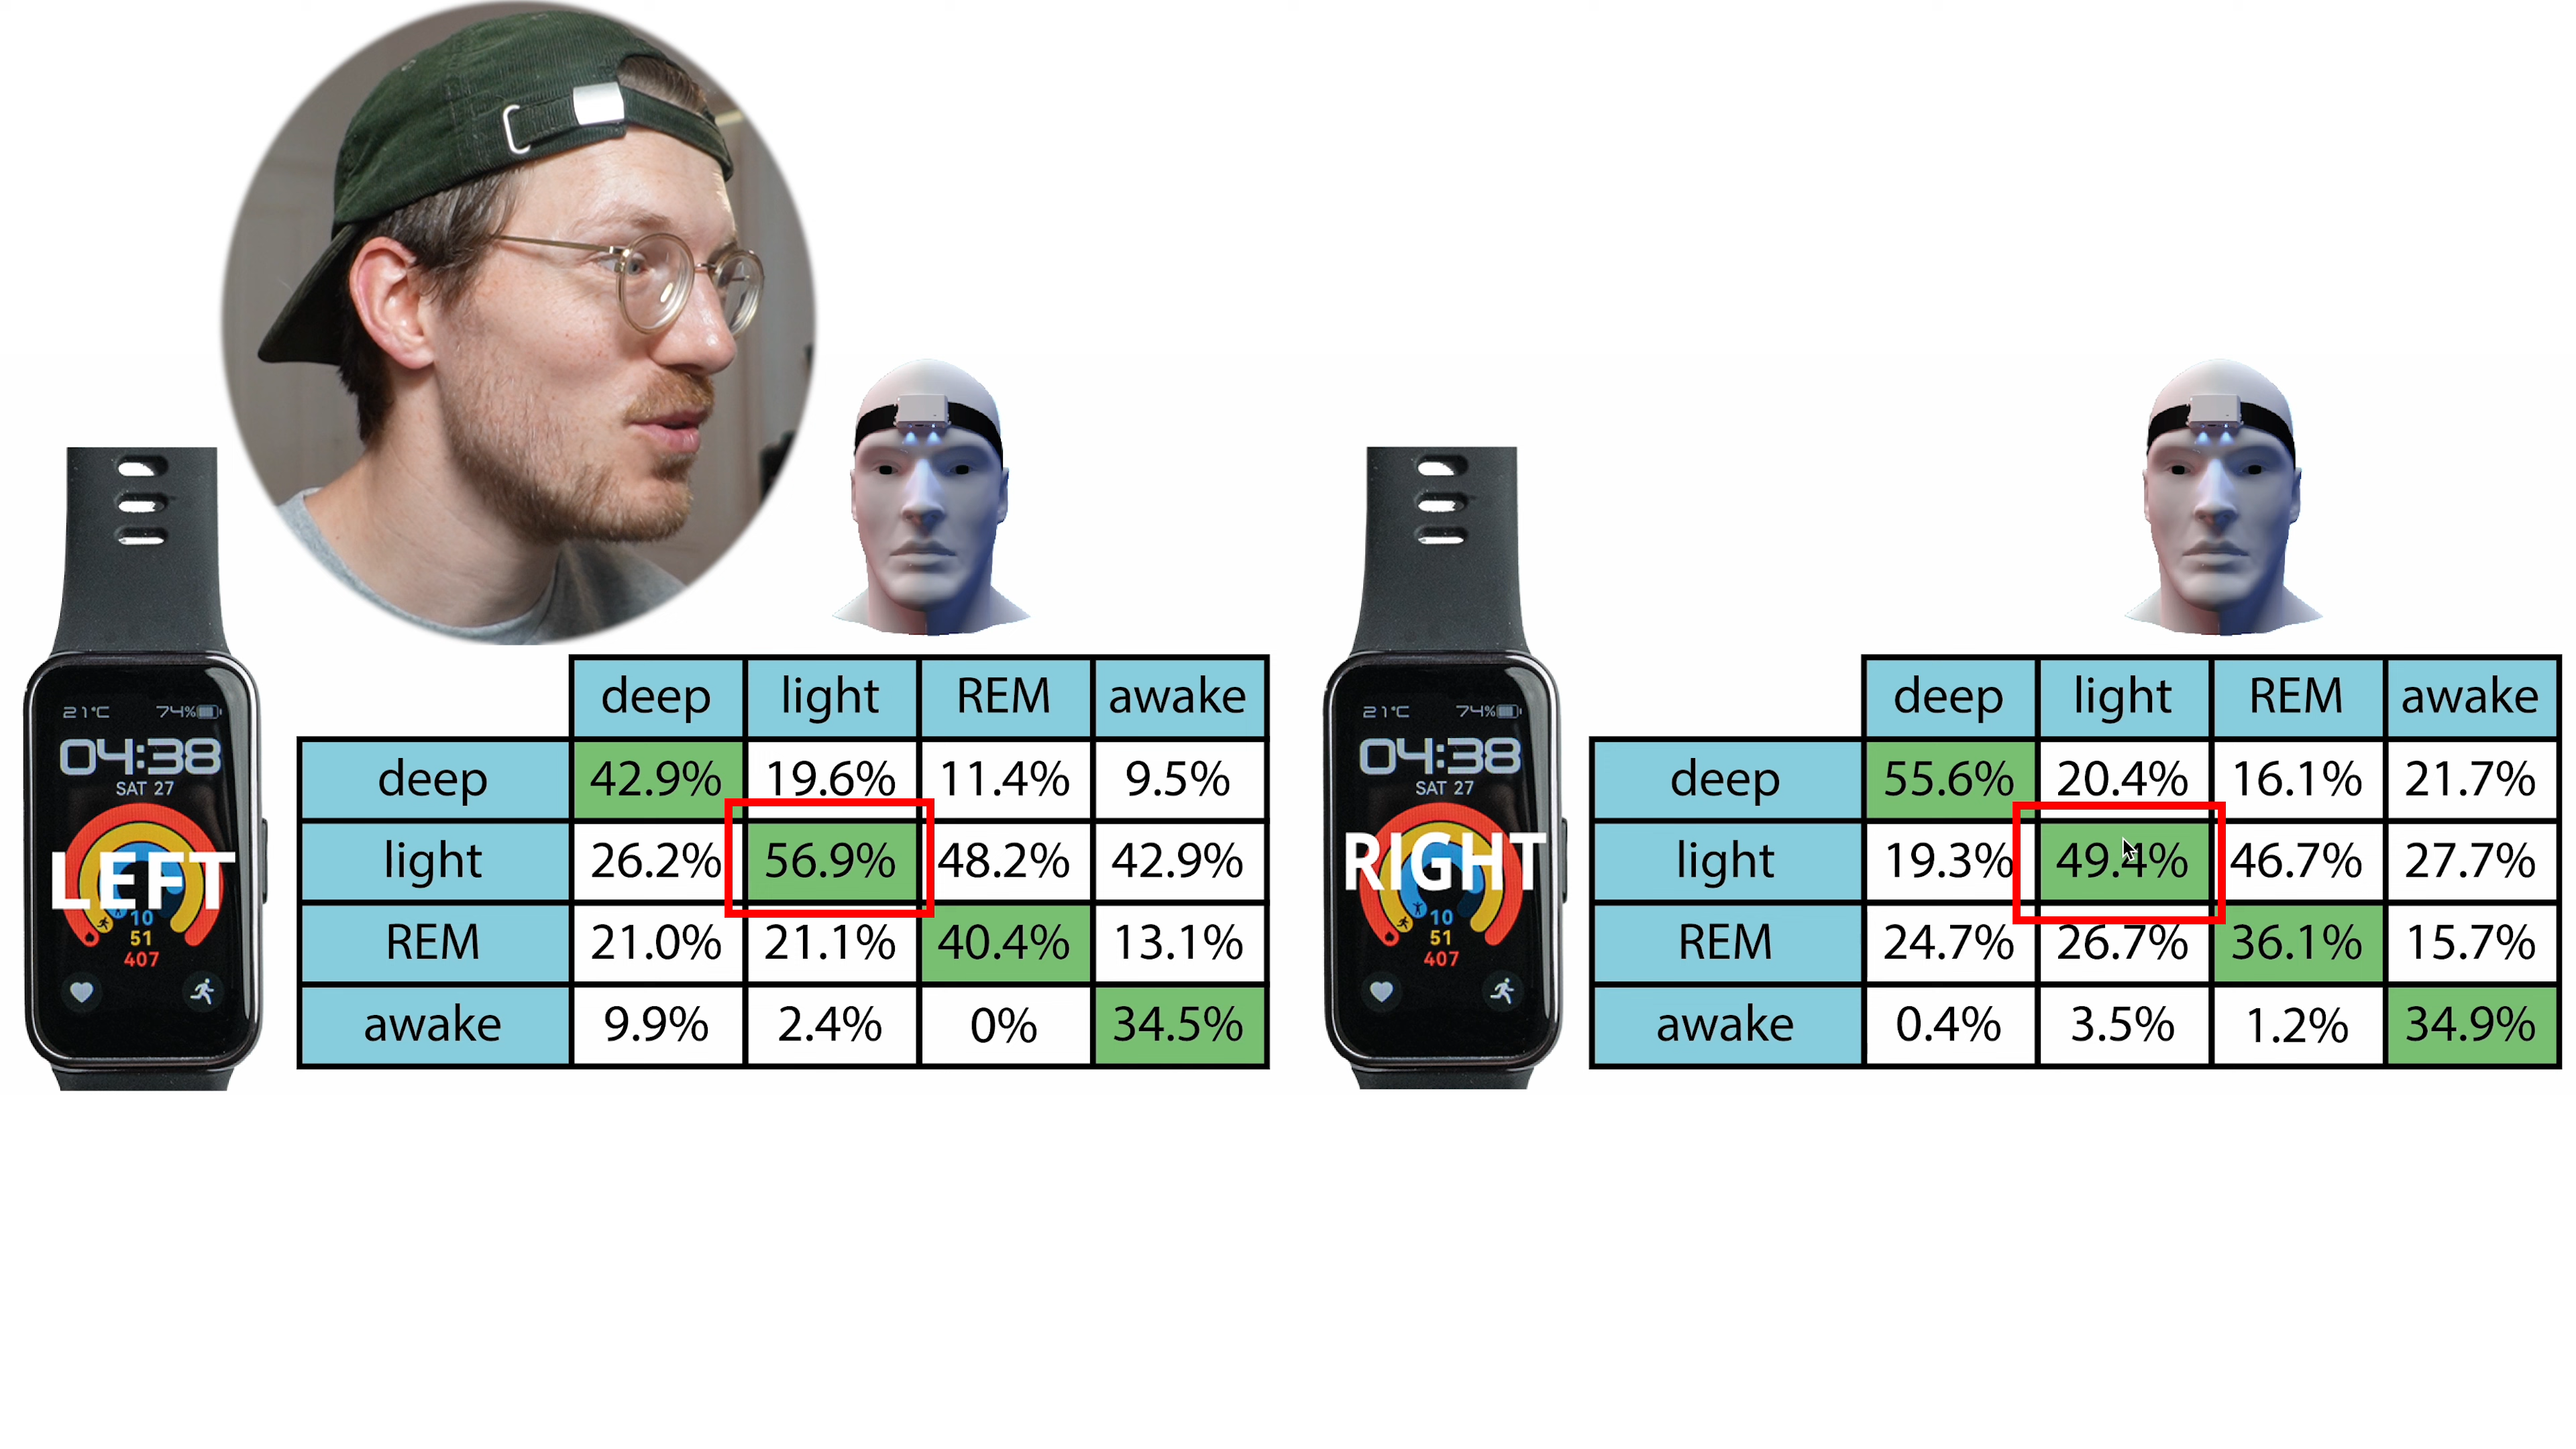 21°C 74%
04:38
SAT 27
LEFT
10
51
407
deep light REM awake
deep 42.9% 19.6% 11.4% 9.5%
light 26.2% 56.9% 48.2% 42.9%
REM 21.0% 21.1% 40.4% 13.1%
awake 9.9% 2.4% 0% 34.5%
21°C 74%
04:38
SAT 27
RIGHT
10
51
407
deep light REM awake
deep 55.6% 20.4% 16.1% 21.7%
light 19.3% 49.4% 46.7% 27.7%
REM 24.7% 26.7% 36.1% 15.7%
awake 0.4% 3.5% 1.2% 34.9%